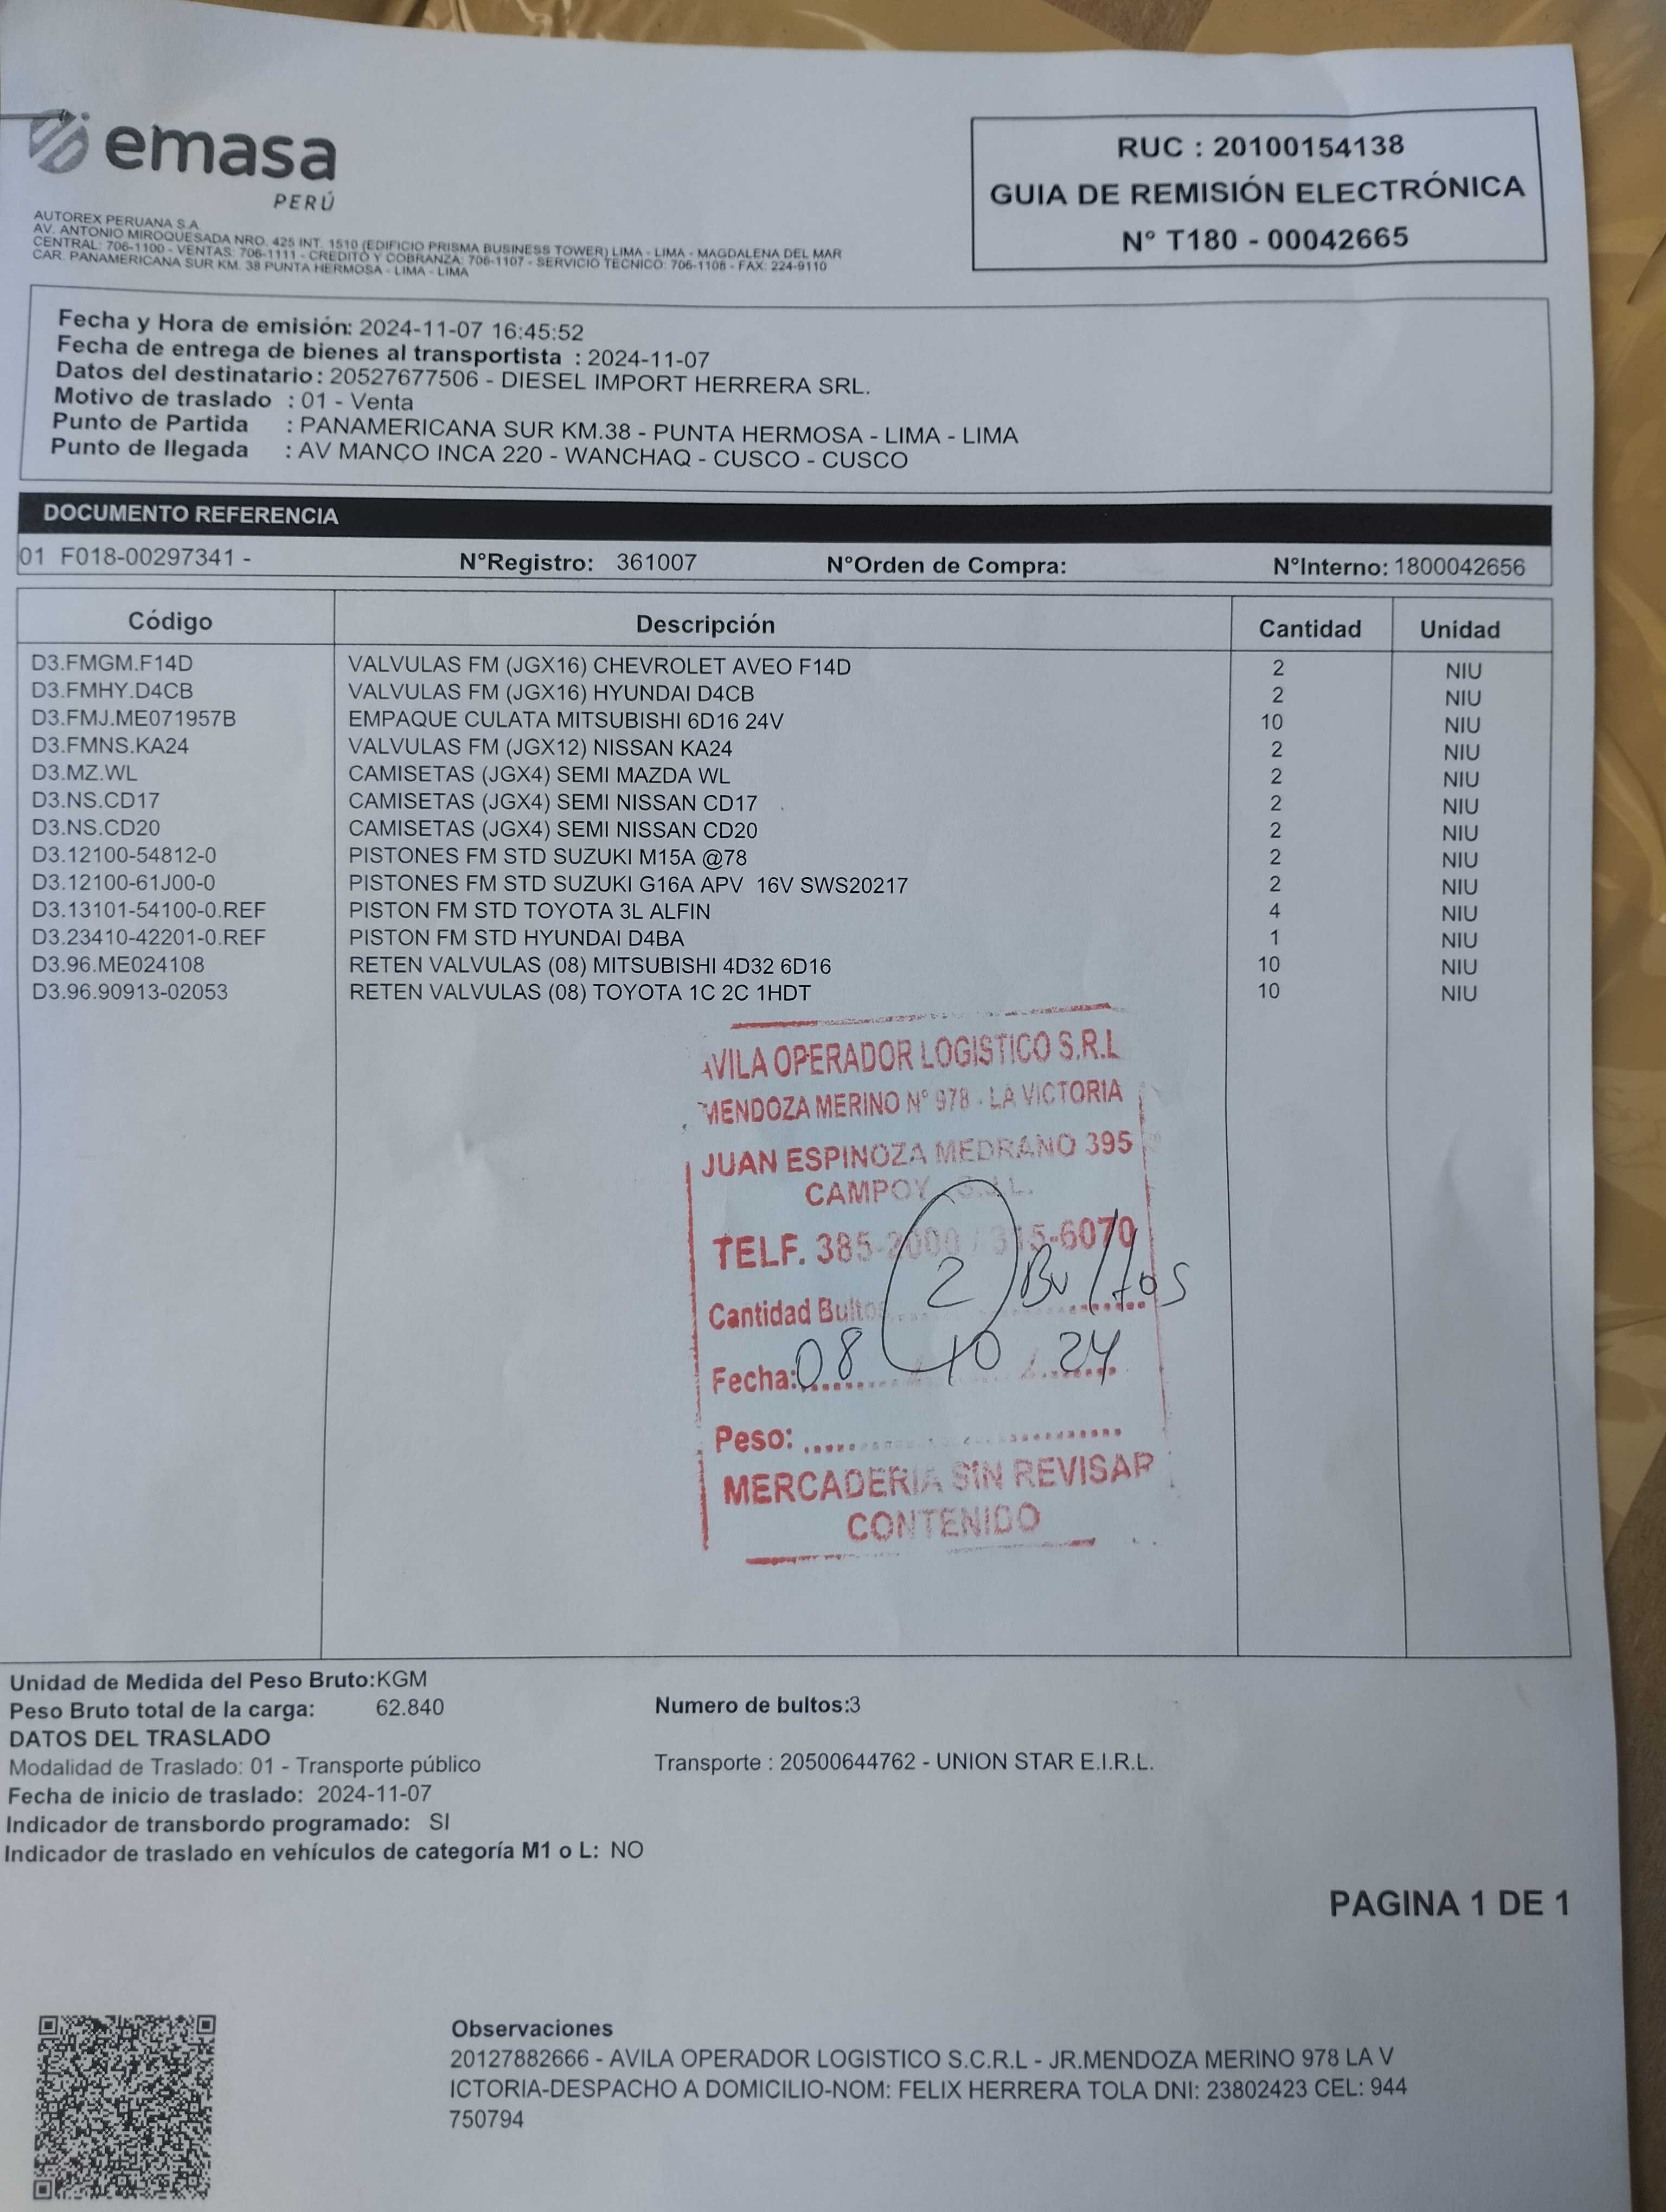 emasa
PERÚ
AUTOREX PERUANA S.A
AV. ANTONIO MIROQUESADA NRO. 425 INT. 1510 (EDIFICIO PRISMA BUSINESS TOWER) LIMA - LIMA - MAGDALENA DEL MAR
CENTRAL: 706-1100 - VENTAS: 706-1111 - CREDITO Y COBRANZA: 706-1107 - SERVICIO TECNICO: 706-1108 - FAX: 224-9110
CAR. PANAMERICANA SUR KM. 38 PUNTA HERMOSA - LIMA - LIMA
RUC : 20100154138
GUIA DE REMISIÓN ELECTRÓNICA
N° T180 - 00042665
Fecha y Hora de emisión: 2024-11-07 16:45:52
Fecha de entrega de bienes al transportista : 2024-11-07
Datos del destinatario : 20527677506 - DIESEL IMPORT HERRERA SRL.
Motivo de traslado : 01 - Venta
Punto de Partida : PANAMERICANA SUR KM.38 - PUNTA HERMOSA - LIMA - LIMA
Punto de llegada : AV MANCO INCA 220 - WANCHAQ - CUSCO - CUSCO
DOCUMENTO REFERENCIA
01 F018-00297341 - N°Registro: 361007 N°Orden de Compra: N°Interno: 1800042656
Código Descripción Cantidad Unidad
D3.FMGM.F14D VALVULAS FM (JGX16) CHEVROLET AVEO F14D 2 NIU
D3.FMHY.D4CB VALVULAS FM (JGX16) HYUNDAI D4CB 2 NIU
D3.FMJ.ME071957B EMPAQUE CULATA MITSUBISHI 6D16 24V 10 NIU
D3.FMNS.KA24 VALVULAS FM (JGX12) NISSAN KA24 2 NIU
D3.MZ.WL CAMISETAS (JGX4) SEMI MAZDA WL 2 NIU
D3.NS.CD17 CAMISETAS (JGX4) SEMI NISSAN CD17 2 NIU
D3.NS.CD20 CAMISETAS (JGX4) SEMI NISSAN CD20 2 NIU
D3.12100-54812-0 PISTONES FM STD SUZUKI M15A @78 2 NIU
D3.12100-61J00-0 PISTONES FM STD SUZUKI G16A APV 16V SWS20217 2 NIU
D3.13101-54100-0.REF PISTON FM STD TOYOTA 3L ALFIN 4 NIU
D3.23410-42201-0.REF PISTON FM STD HYUNDAI D4BA 1 NIU
D3.96.ME024108 RETEN VALVULAS (08) MITSUBISHI 4D32 6D16 10 NIU
D3.96.90913-02053 RETEN VALVULAS (08) TOYOTA 1C 2C 1HDT 10 NIU
AVILA OPERADOR LOGISTICO S.R.L
MENDOZA MERINO N° 978 - LA VICTORIA
JUAN ESPINOZA MEDRANO 395
CAMPOY S.J.L.
TELF. 385-2000 / 315-6070
Cantidad Bultos 2 Bultos
Fecha: 08 10 24
Peso:
MERCADERIA SIN REVISAR
CONTENIDO
Unidad de Medida del Peso Bruto:KGM
Peso Bruto total de la carga: 62.840 Numero de bultos:3
DATOS DEL TRASLADO
Modalidad de Traslado: 01 - Transporte público Transporte : 20500644762 - UNION STAR E.I.R.L.
Fecha de inicio de traslado: 2024-11-07
Indicador de transbordo programado: SI
Indicador de traslado en vehículos de categoría M1 o L: NO
PAGINA 1 DE 1
Observaciones
20127882666 - AVILA OPERADOR LOGISTICO S.C.R.L - JR.MENDOZA MERINO 978 LA V
ICTORIA-DESPACHO A DOMICILIO-NOM: FELIX HERRERA TOLA DNI: 23802423 CEL: 944
750794